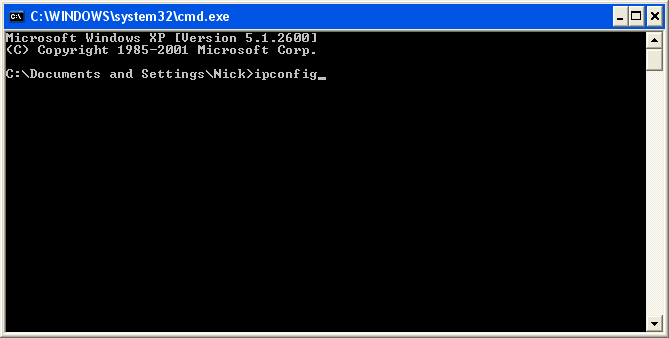 C:\WINDOWS\system32\cmd.exe
Microsoft Windows XP [Version 5.1.2600]
(C) Copyright 1985-2001 Microsoft Corp.
C:\Documents and Settings\Nick>ipconfig_